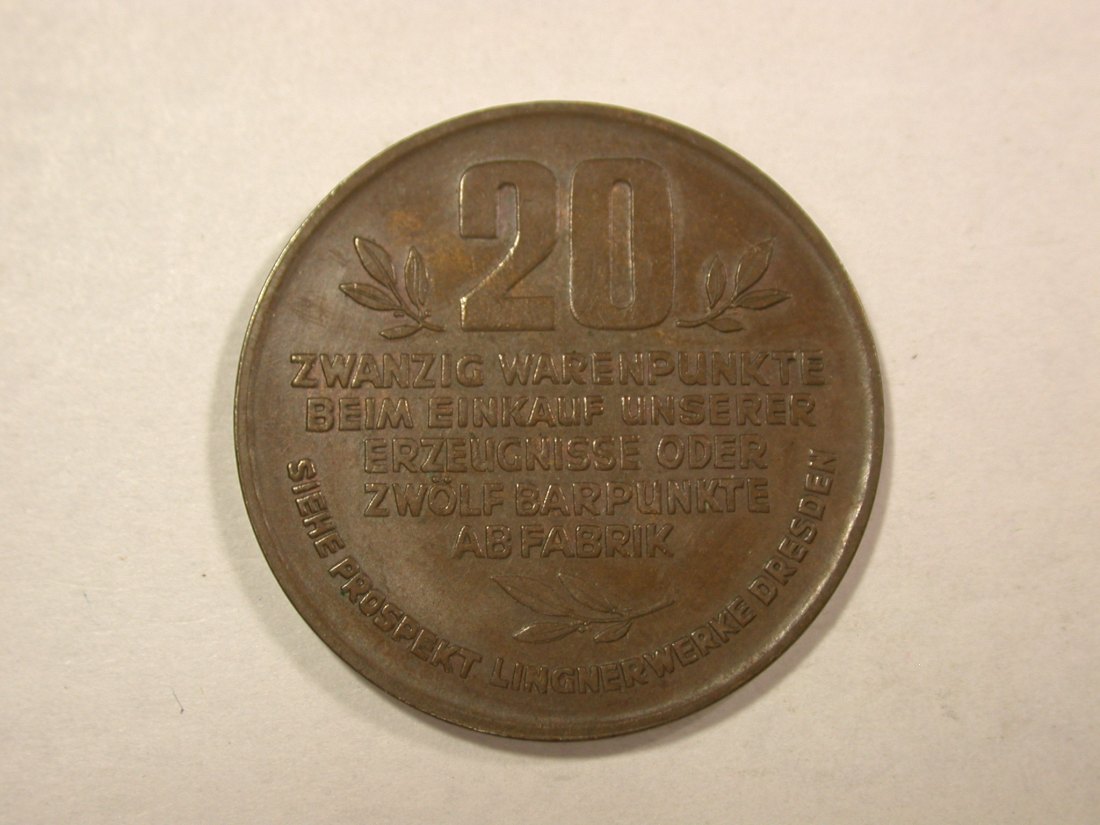 20
ZWANZIG WARENPUNKTE
BEIM EINKAUF UNSERER
ERZEUGNISSE ODER
ZWÖLF BARPUNKTE
AB FABRIK
SIEHE PROSPEKT LINGNERWERKE DRESDEN